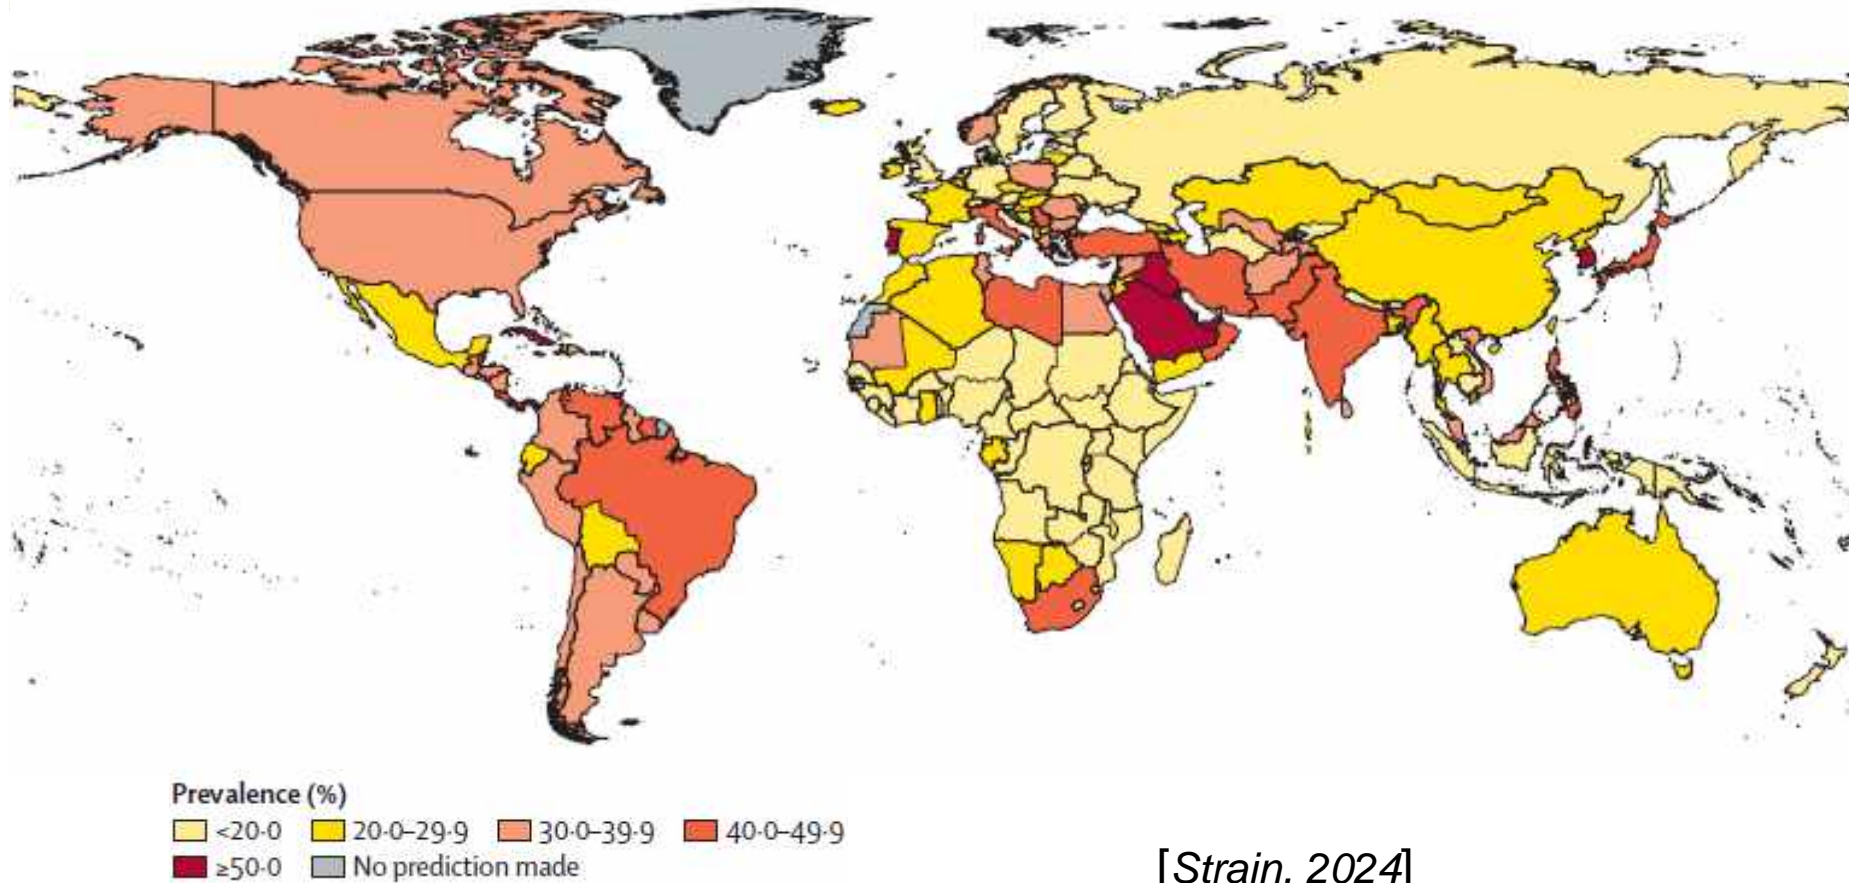 Prevalence (%)
<20·0 20·0–29·9 30·0–39·9 40·0–49·9
≥50·0 No prediction made
[Strain, 2024]